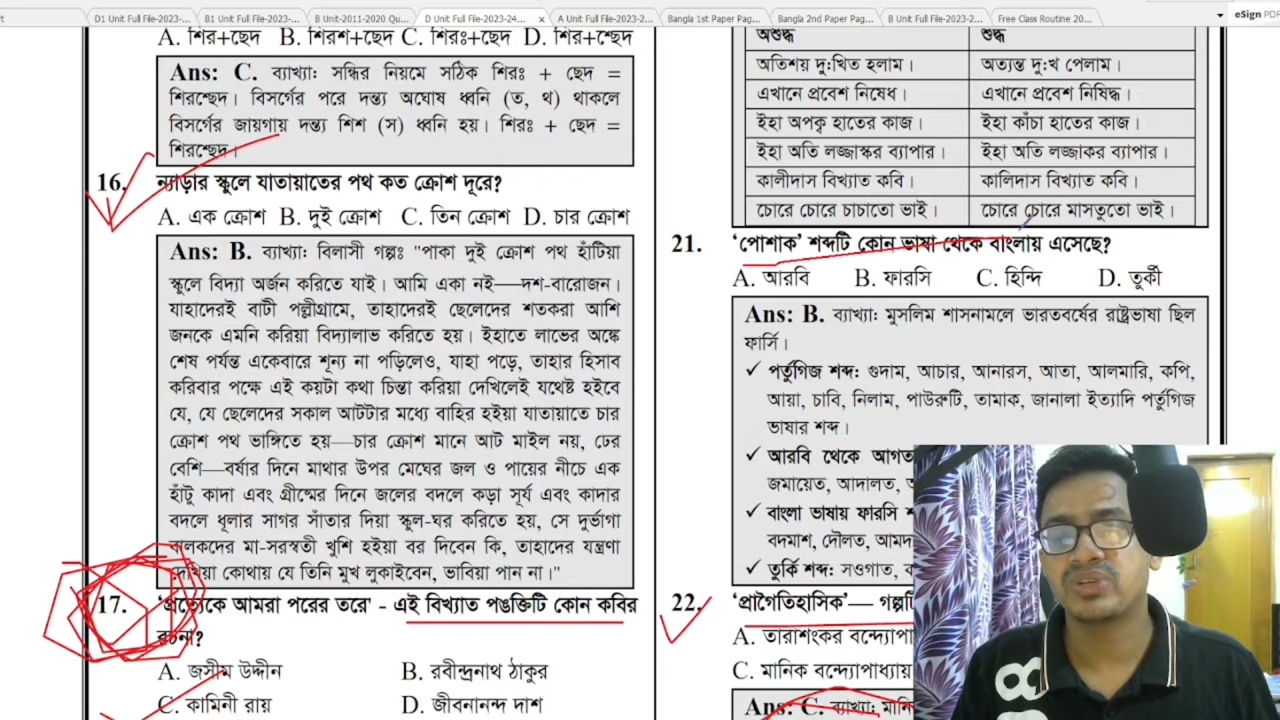 D1 Unit Full File-2023-...
B1 Unit Full File-2023-...
B Unit-2011-2020 Qu...
D Unit Full File-2023-24...
A Unit Full File-2023-2...
Bangla 1st Paper Pag...
Bangla 2nd Paper Pag...
B Unit Full File-2023-2...
Free Class Routine 20...
eSign PDF
A. শির+ছেদ B. শিরশ+ছেদ C. শিরঃ+ছেদ D. শির+শ্ছেদ
Ans: C. ব্যাখ্যাঃ সন্ধির নিয়মে সঠিক শিরঃ + ছেদ =
শিরশ্ছেদ। বিসর্গের পরে দন্ত্য অঘোষ ধ্বনি (ত, থ) থাকলে
বিসর্গের জায়গায় দন্ত্য শিশ (স) ধ্বনি হয়। শিরঃ + ছেদ =
শিরশ্ছেদ।
16. ন্যাড়ার স্কুলে যাতায়াতের পথ কত ক্রোশ দূরে?
A. এক ক্রোশ B. দুই ক্রোশ C. তিন ক্রোশ D. চার ক্রোশ
Ans: B. ব্যাখ্যাঃ বিলাসী গল্পঃ "পাকা দুই ক্রোশ পথ হাঁটিয়া
স্কুলে বিদ্যা অর্জন করিতে যাই। আমি একা নই—দশ-বারোজন।
যাহাদেরই বাটী পল্লীগ্রামে, তাহাদেরই ছেলেদের শতকরা আশি
জনকে এমনি করিয়া বিদ্যালাভ করিতে হয়। ইহাতে লাভের অঙ্কে
শেষ পর্যন্ত একেবারে শূন্য না পড়িলেও, যাহা পড়ে, তাহার হিসাব
করিবার পক্ষে এই কয়টা কথা চিন্তা করিয়া দেখিলেই যথেষ্ট হইবে
যে, যে ছেলেদের সকাল আটটার মধ্যে বাহির হইয়া যাতায়াতে চার
ক্রোশ পথ ভাঙ্গিতে হয়—চার ক্রোশ মানে আট মাইল নয়, ঢের
বেশি—বর্ষার দিনে মাথার উপর মেঘের জল ও পায়ের নীচে এক
হাঁটু কাদা এবং গ্রীষ্মের দিনে জলের বদলে কড়া সূর্য এবং কাদার
বদলে ধূলার সাগর সাঁতার দিয়া স্কুল-ঘর করিতে হয়, সে দুর্ভাগা
বালকদের মা-সরস্বতী খুশি হইয়া বর দিবেন কি, তাহাদের যন্ত্রণা
দেখিয়া কোথায় যে তিনি মুখ লুকাইবেন, ভাবিয়া পান না।"
17. 'প্রত্যেকে আমরা পরের তরে' - এই বিখ্যাত পঙক্তিটি কোন কবির
রচনা?
A. জসীম উদ্দীন B. রবীন্দ্রনাথ ঠাকুর
C. কামিনী রায় D. জীবনানন্দ দাশ
অশুদ্ধ শুদ্ধ
অতিশয় দু:খিত হলাম। অত্যন্ত দু:খ পেলাম।
এখানে প্রবেশ নিষেধ। এখানে প্রবেশ নিষিদ্ধ।
ইহা অপক্ব হাতের কাজ। ইহা কাঁচা হাতের কাজ।
ইহা অতি লজ্জাস্কর ব্যাপার। ইহা অতি লজ্জাকর ব্যাপার।
কালীদাস বিখ্যাত কবি। কালিদাস বিখ্যাত কবি।
চোরে চোরে চাচাতো ভাই। চোরে চোরে মাসতুতো ভাই।
21. 'পোশাক' শব্দটি কোন ভাষা থেকে বাংলায় এসেছে?
A. আরবি B. ফারসি C. হিন্দি D. তুর্কী
Ans: B. ব্যাখ্যাঃ মুসলিম শাসনামলে ভারতবর্ষের রাষ্ট্রভাষা ছিল
ফার্সি।
✓ পর্তুগিজ শব্দ: গুদাম, আচার, আনারস, আতা, আলমারি, কপি,
আয়া, চাবি, নিলাম, পাউরুটি, তামাক, জানালা ইত্যাদি পর্তুগিজ
ভাষার শব্দ।
✓ আরবি থেকে আগত
জমায়েত, আদালত,
✓ বাংলা ভাষায় ফারসি
বদমাশ, দৌলত,
✓ তুর্কি শব্দ: সওগাত,
22. 'প্রাগৈতিহাসিক'—
A. তারাশংকর
C. মানিক বন্দ্যোপাধ্যায়
Ans: C. ব্যাখ্যাঃ